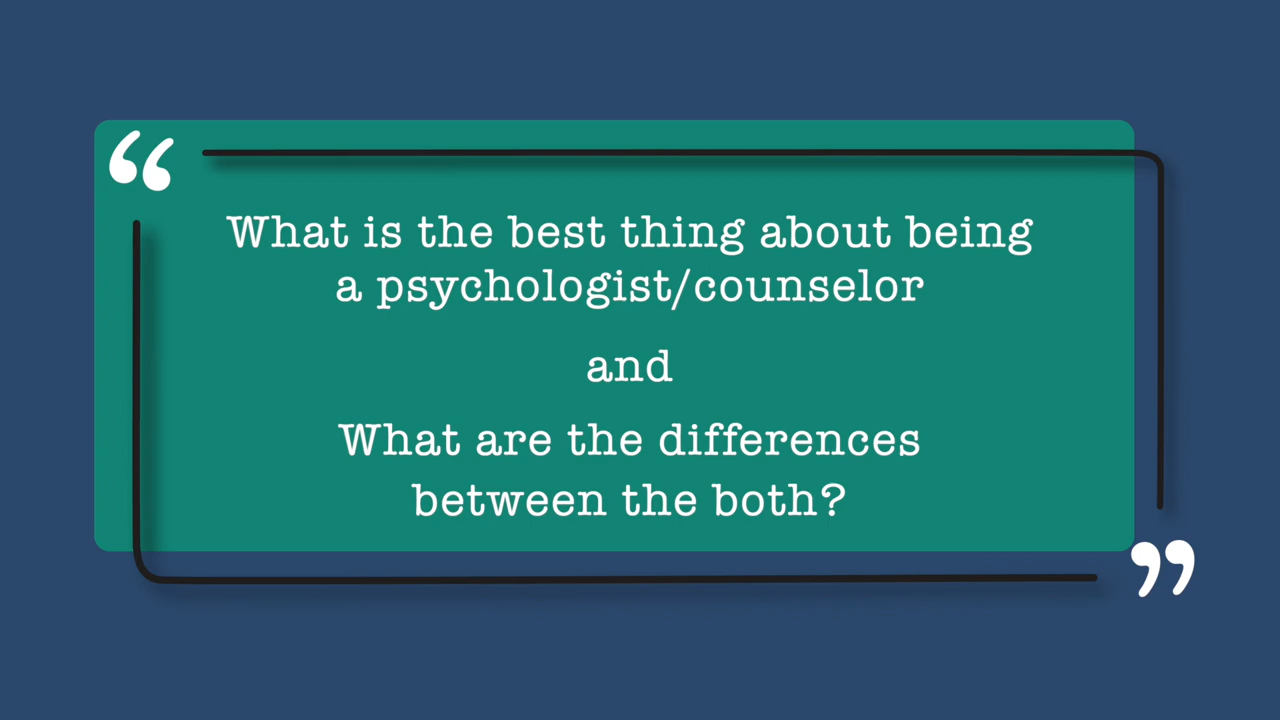 “
What is the best thing about being
a psychologist/counselor
and
What are the differences
between the both?
”